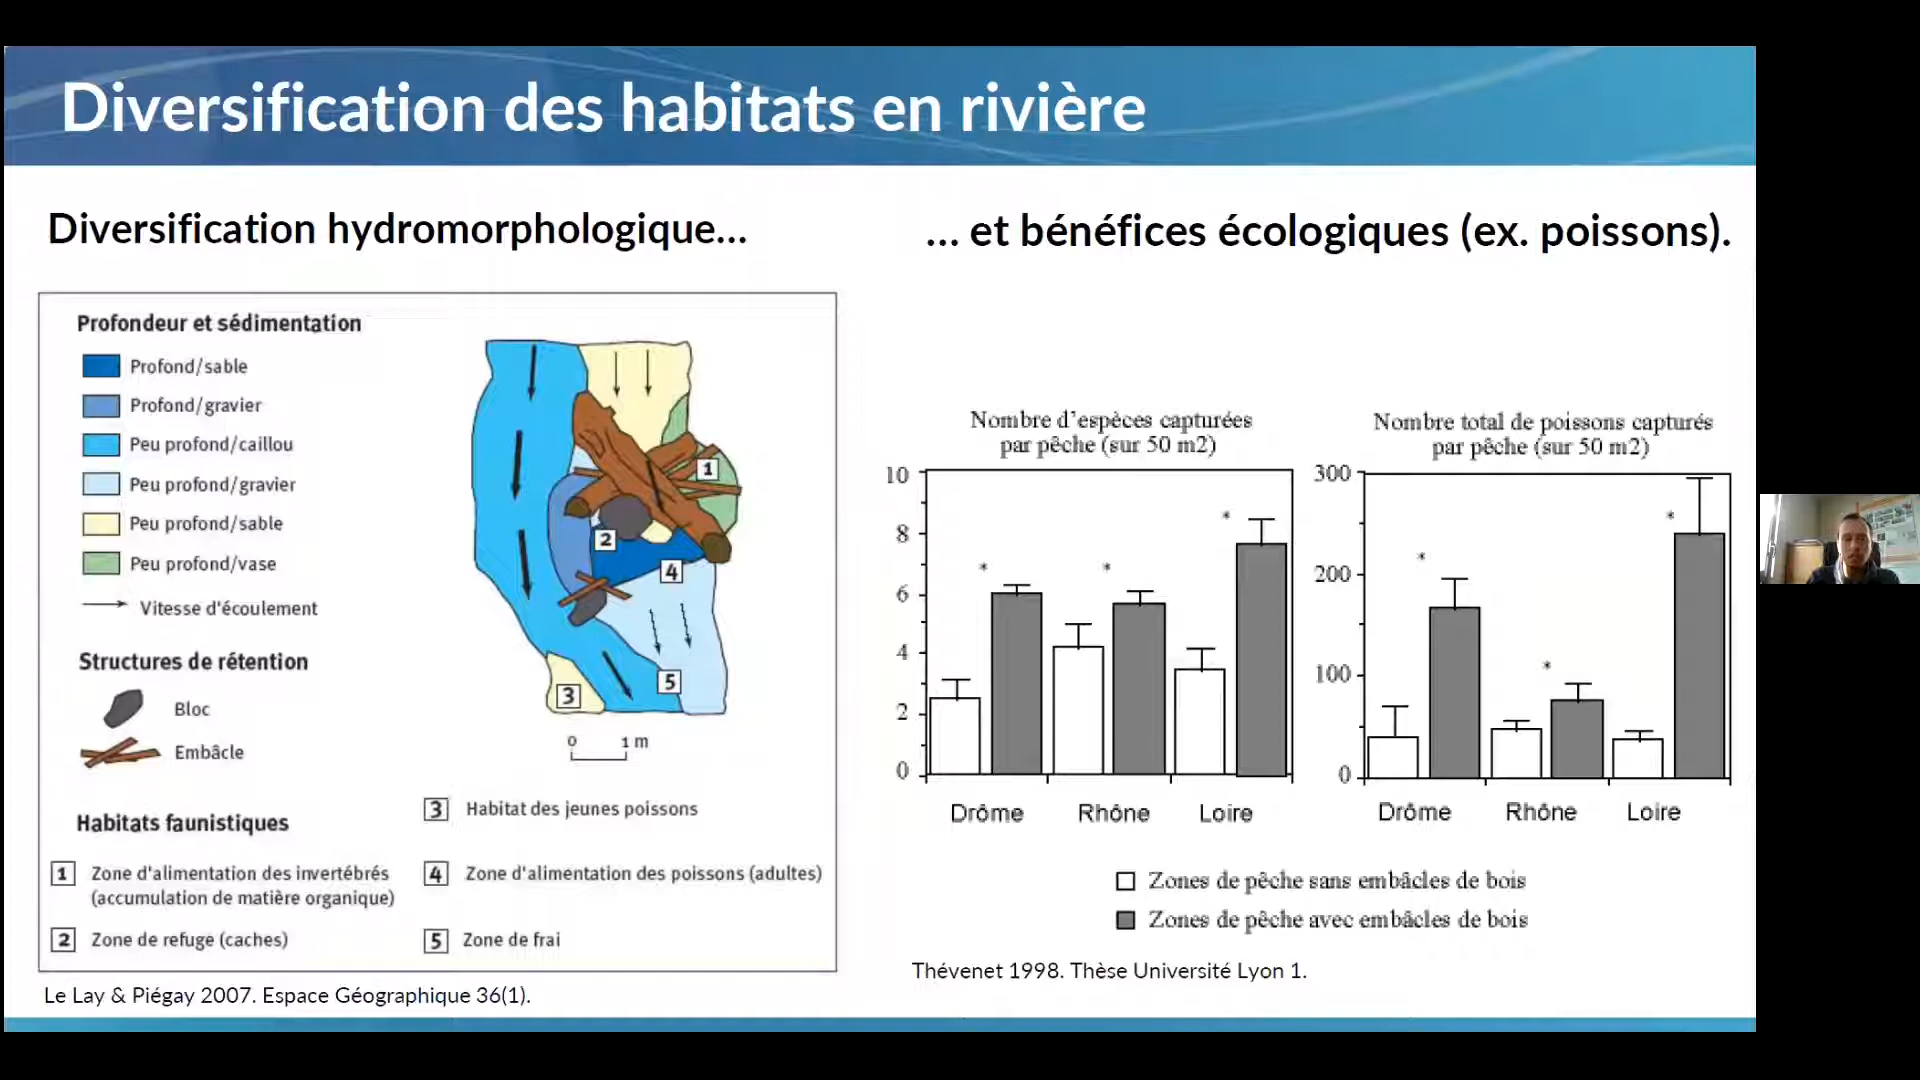 Diversification des habitats en rivière
Diversification hydromorphologique...
... et bénéfices écologiques (ex. poissons).
Profondeur et sédimentation
Profond/sable
Profond/gravier
Peu profond/caillou
Peu profond/gravier
Peu profond/sable
Peu profond/vase
Vitesse d'écoulement
Structures de rétention
Bloc
Embâcle
1
2
4
3
5
0 1 m
Habitats faunistiques
1 Zone d'alimentation des invertébrés
(accumulation de matière organique)
2 Zone de refuge (caches)
3 Habitat des jeunes poissons
4 Zone d'alimentation des poissons (adultes)
5 Zone de frai
Le Lay & Piégay 2007. Espace Géographique 36(1).
Nombre d'espèces capturées
par pêche (sur 50 m2)
10
8
6
4
2
0
* * *
Drôme Rhône Loire
Nombre total de poissons capturés
par pêche (sur 50 m2)
300
200
100
0
* * *
Drôme Rhône Loire
Zones de pêche sans embâcles de bois
Zones de pêche avec embâcles de bois
Thévenet 1998. Thèse Université Lyon 1.